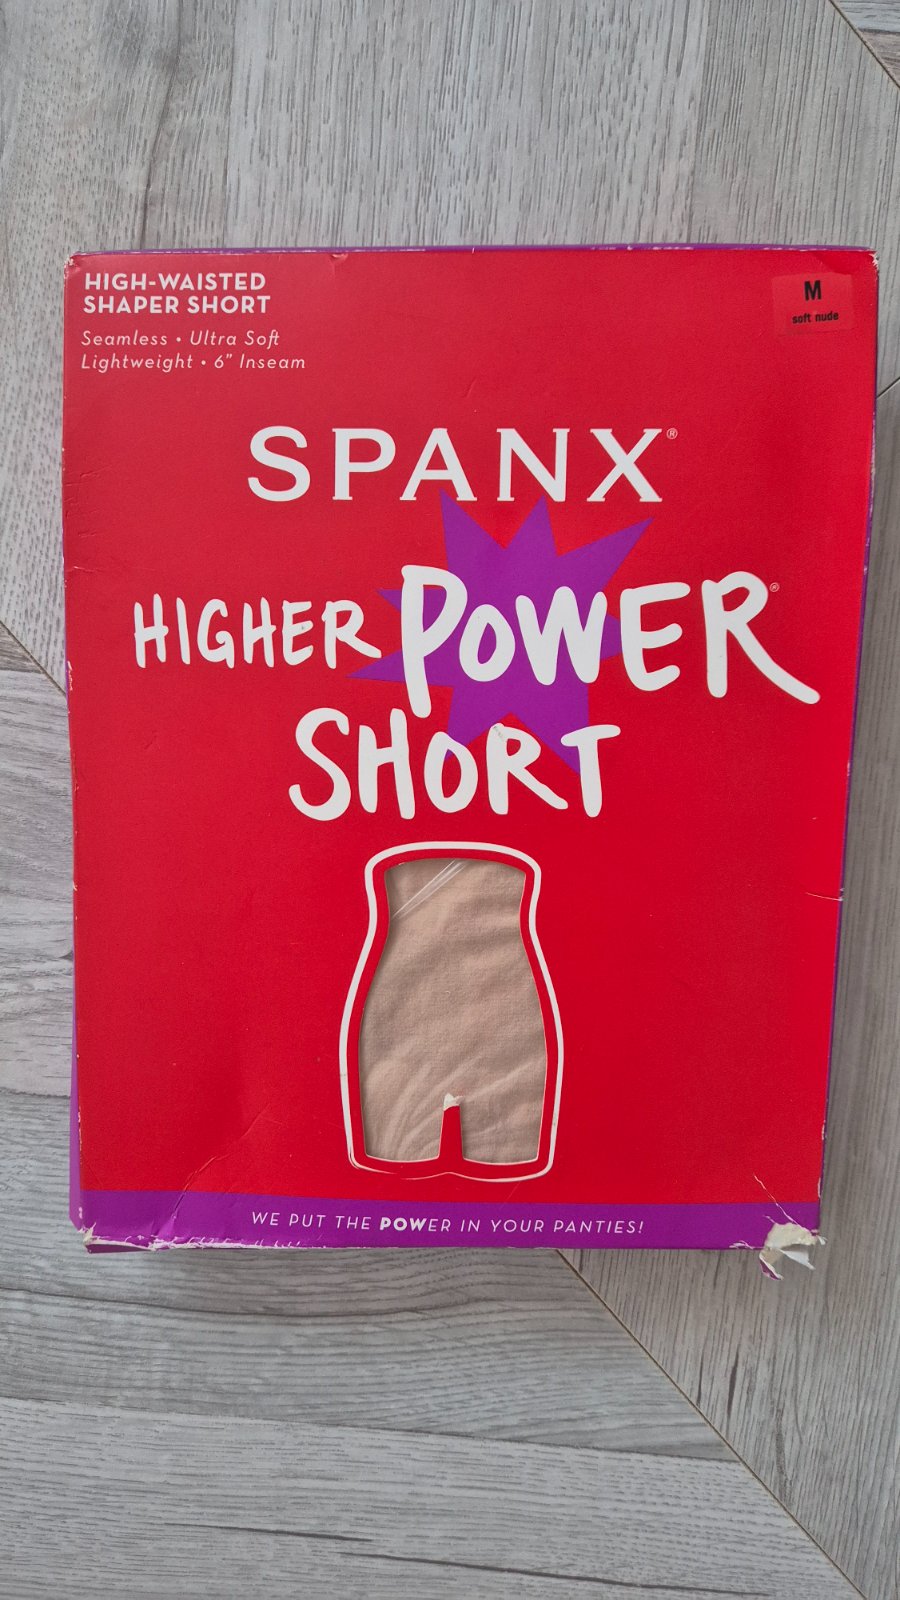 HIGH-WAISTED
SHAPER SHORT
Seamless • Ultra Soft
Lightweight • 6” Inseam
M
soft nude
SPANX®
HIGHER POWER®
SHORT
WE PUT THE POWER IN YOUR PANTIES!